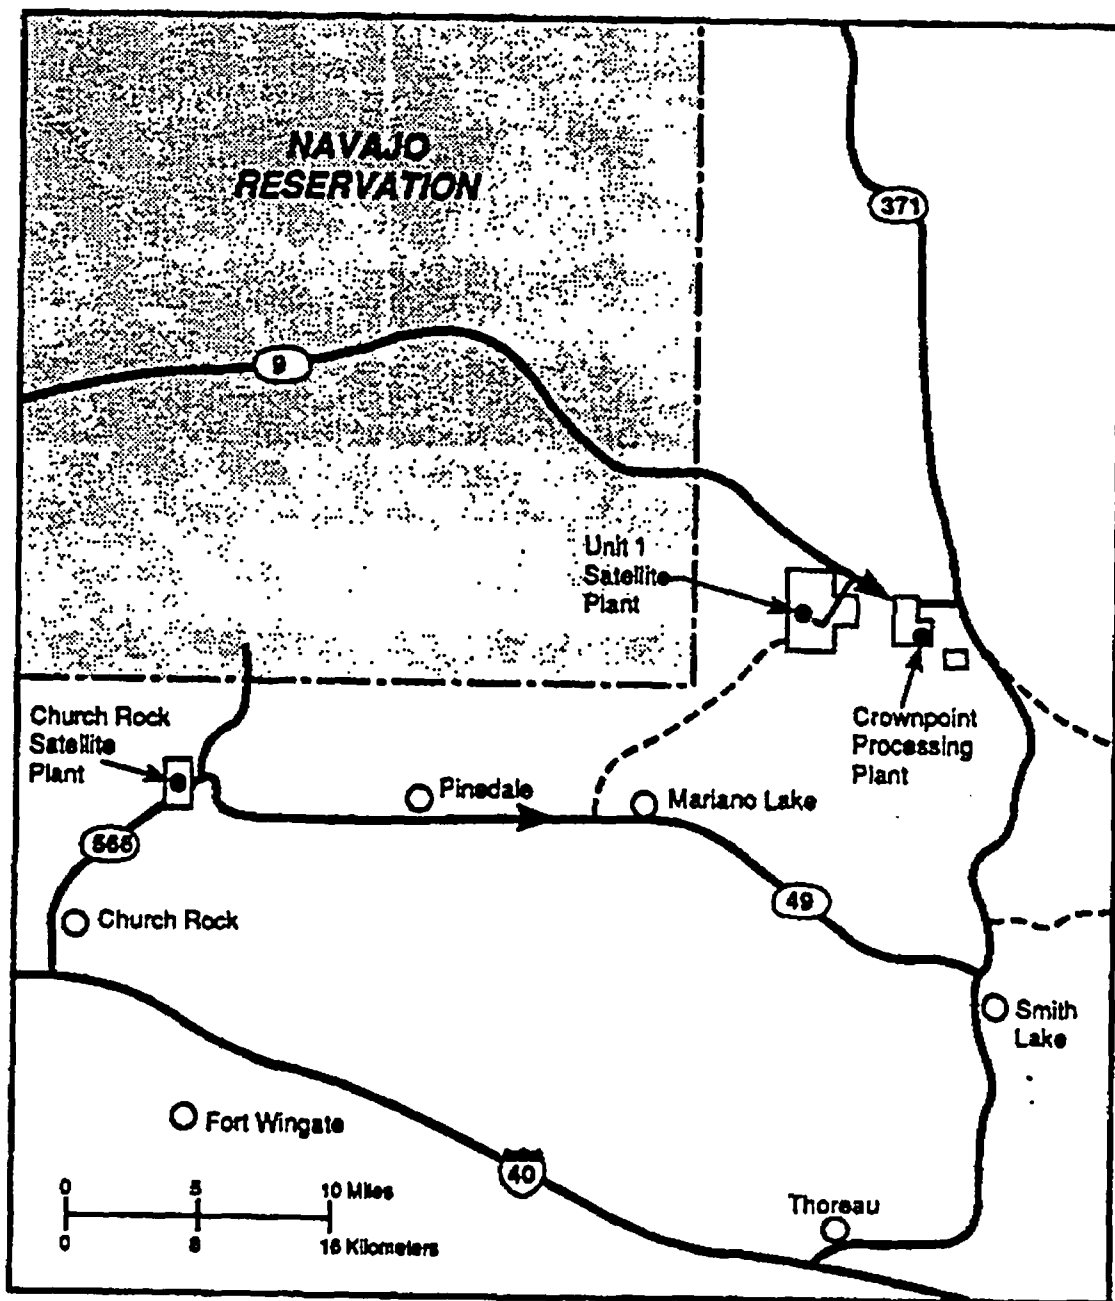 NAVAJO
RESERVATION
371
9
Unit 1
Satellite
Plant
Church Rock
Satellite
Plant
Crownpoint
Processing
Plant
Pinedale
Mariano Lake
566
49
Church Rock
Smith
Lake
Fort Wingate
40
0 5 10 Miles
0 8 16 Kilometers
Thoreau